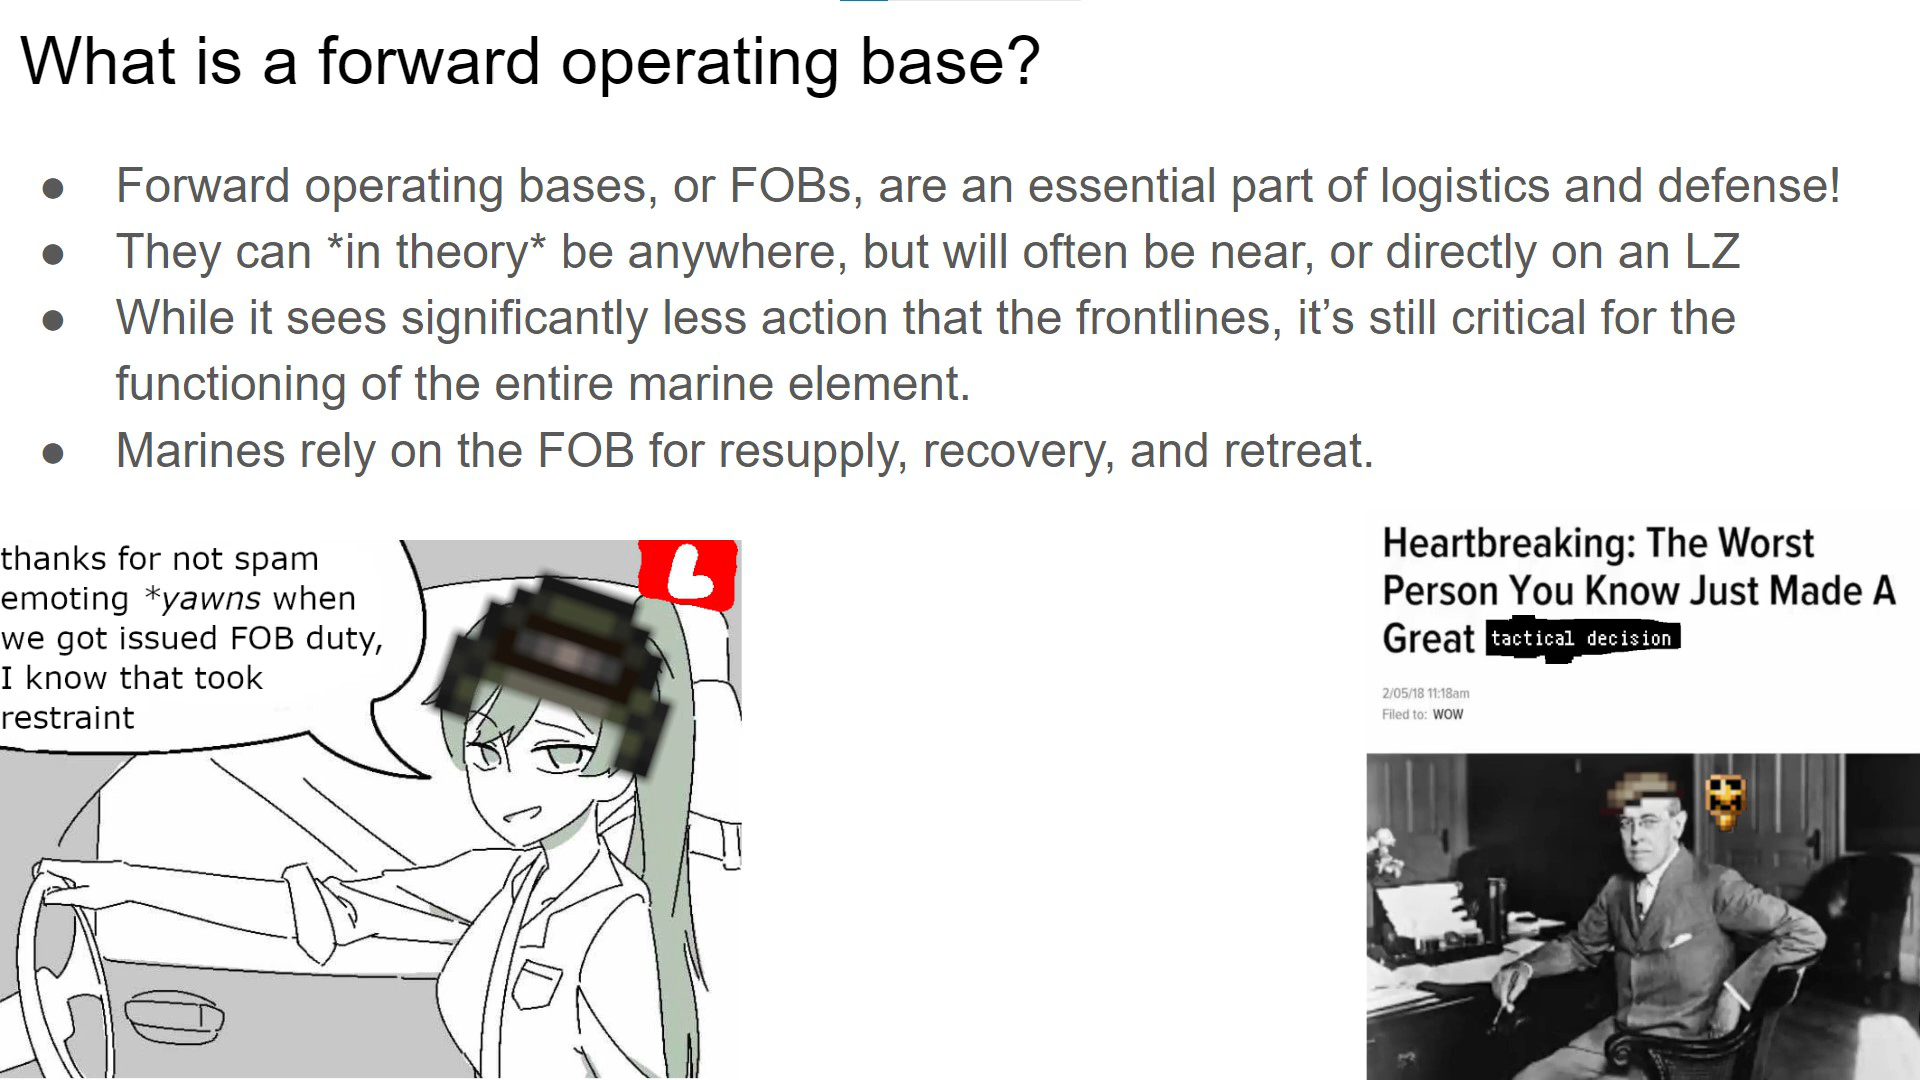 What is a forward operating base?
● Forward operating bases, or FOBs, are an essential part of logistics and defense!
● They can *in theory* be anywhere, but will often be near, or directly on an LZ
● While it sees significantly less action that the frontlines, it’s still critical for the
functioning of the entire marine element.
● Marines rely on the FOB for resupply, recovery, and retreat.
thanks for not spam
emoting *yawns when
we got issued FOB duty,
I know that took
restraint
L
Heartbreaking: The Worst
Person You Know Just Made A
Great tactical decision
2/05/18 11:18am
Filed to: WOW